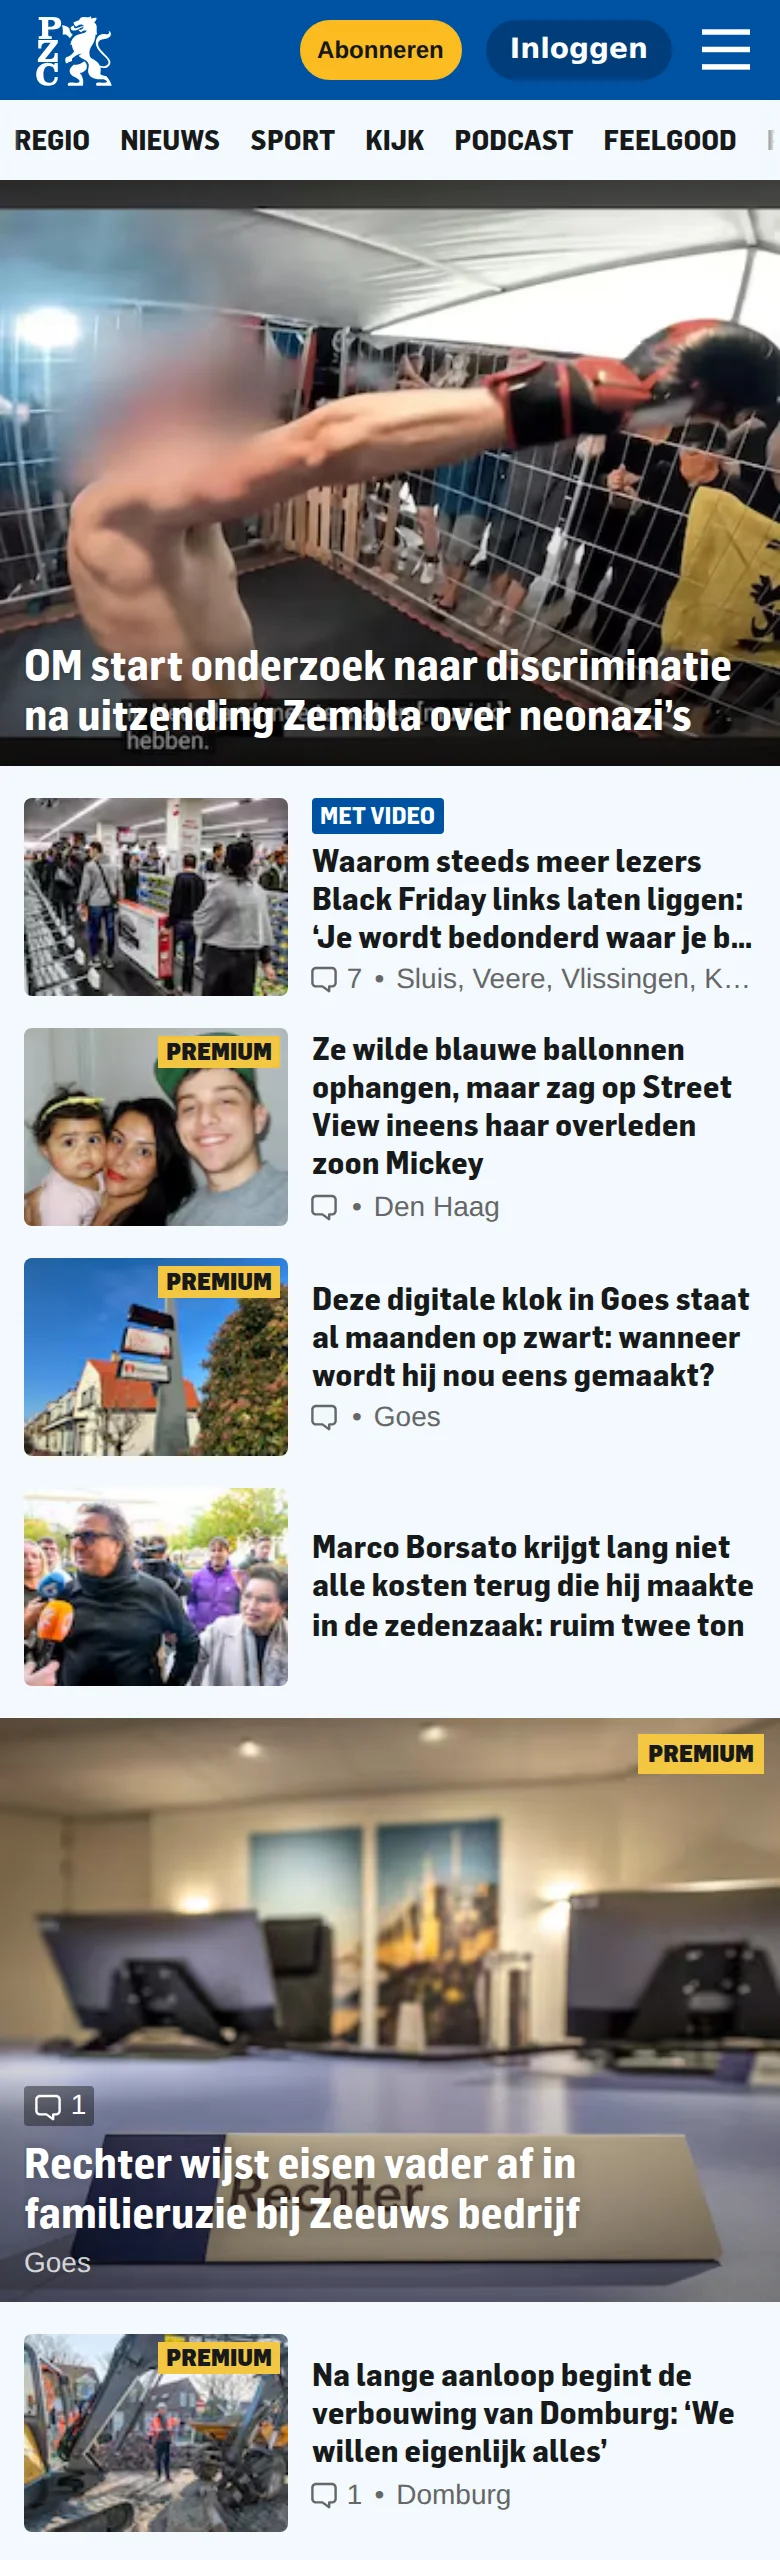 PZC
Abonneren
Inloggen
REGIO NIEUWS SPORT KIJK PODCAST FEELGOOD
OM start onderzoek naar discriminatie
na uitzending Zembla over neonazi’s
hebben.
MET VIDEO
Waarom steeds meer lezers
Black Friday links laten liggen:
‘Je wordt bedonderd waar je b...
7 • Sluis, Veere, Vlissingen, K...
PREMIUM
Ze wilde blauwe ballonnen
ophangen, maar zag op Street
View ineens haar overleden
zoon Mickey
• Den Haag
PREMIUM
Deze digitale klok in Goes staat
al maanden op zwart: wanneer
wordt hij nou eens gemaakt?
• Goes
Marco Borsato krijgt lang niet
alle kosten terug die hij maakte
in de zedenzaak: ruim twee ton
PREMIUM
1
Rechter wijst eisen vader af in
Rechter
familieruzie bij Zeeuws bedrijf
Goes
PREMIUM
Na lange aanloop begint de
verbouwing van Domburg: ‘We
willen eigenlijk alles’
1 • Domburg